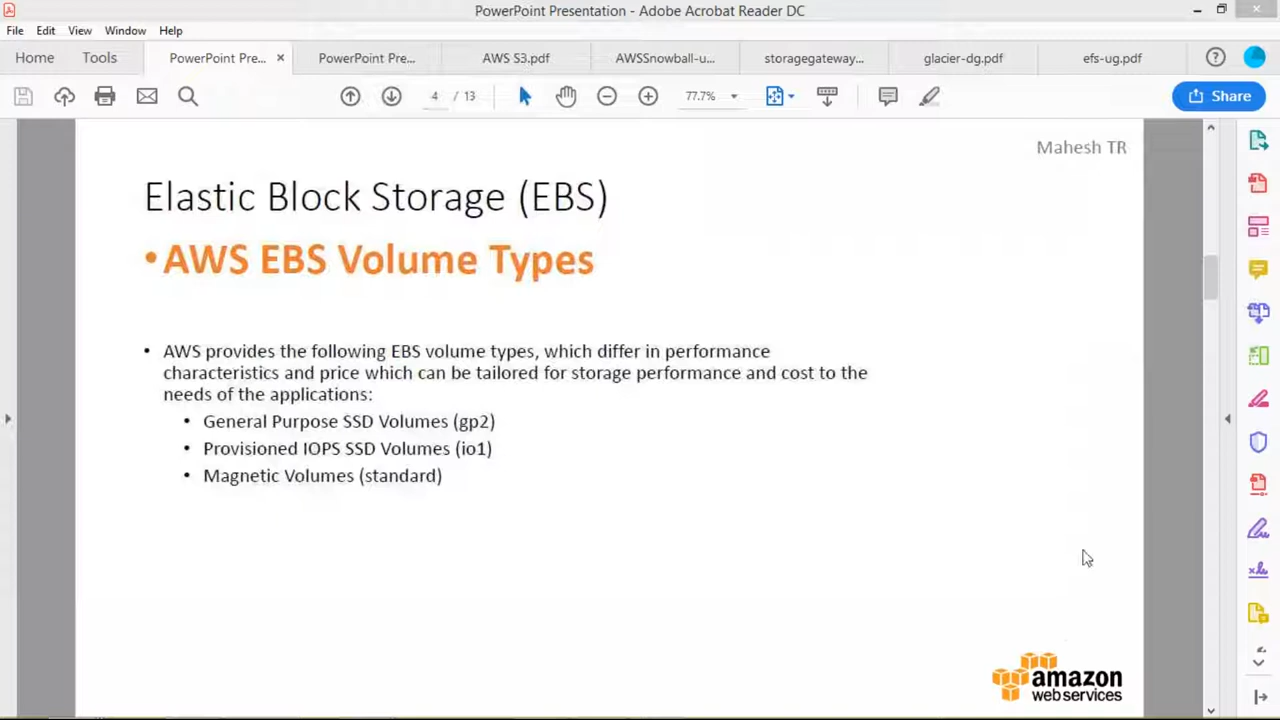 PowerPoint Presentation - Adobe Acrobat Reader DC
File Edit View Window Help
Home Tools PowerPoint Pre... × PowerPoint Pre... AWS S3.pdf AWSSnowball-u... storagegateway... glacier-dg.pdf efs-ug.pdf
4 / 13 77.7% Share
Mahesh TR
Elastic Block Storage (EBS)
•AWS EBS Volume Types
• AWS provides the following EBS volume types, which differ in performance
characteristics and price which can be tailored for storage performance and cost to the
needs of the applications:
• General Purpose SSD Volumes (gp2)
• Provisioned IOPS SSD Volumes (io1)
• Magnetic Volumes (standard)
amazon
web services